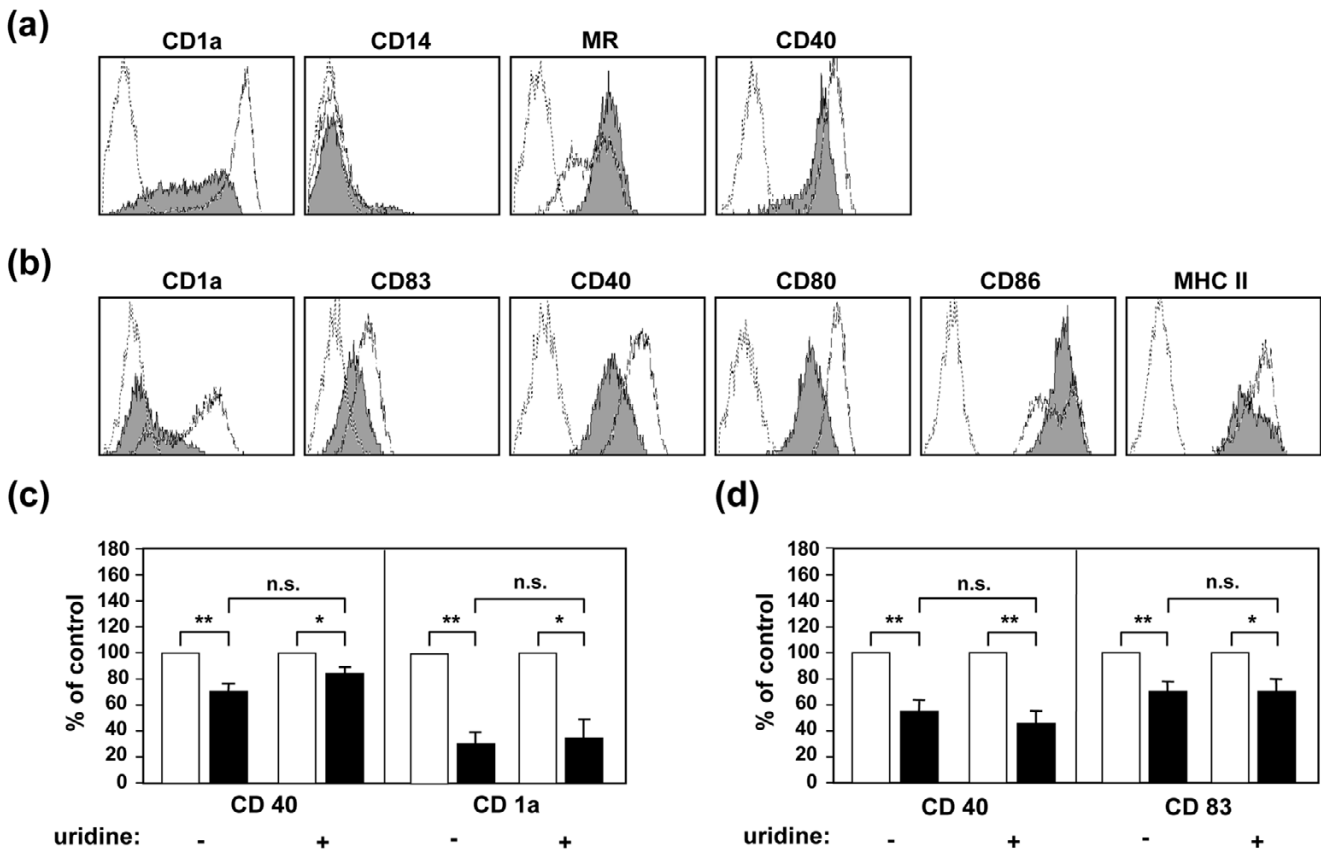 (a)
CD1a CD14 MR CD40
(b)
CD1a CD83 CD40 CD80 CD86 MHC II
(c)
% of control
180
160
140
120
100
80
60
40
20
0
n.s. n.s.
** * ** *
CD 40 CD 1a
uridine: - + - +
(d)
% of control
180
160
140
120
100
80
60
40
20
0
n.s. n.s.
** ** ** *
CD 40 CD 83
uridine: - + - +